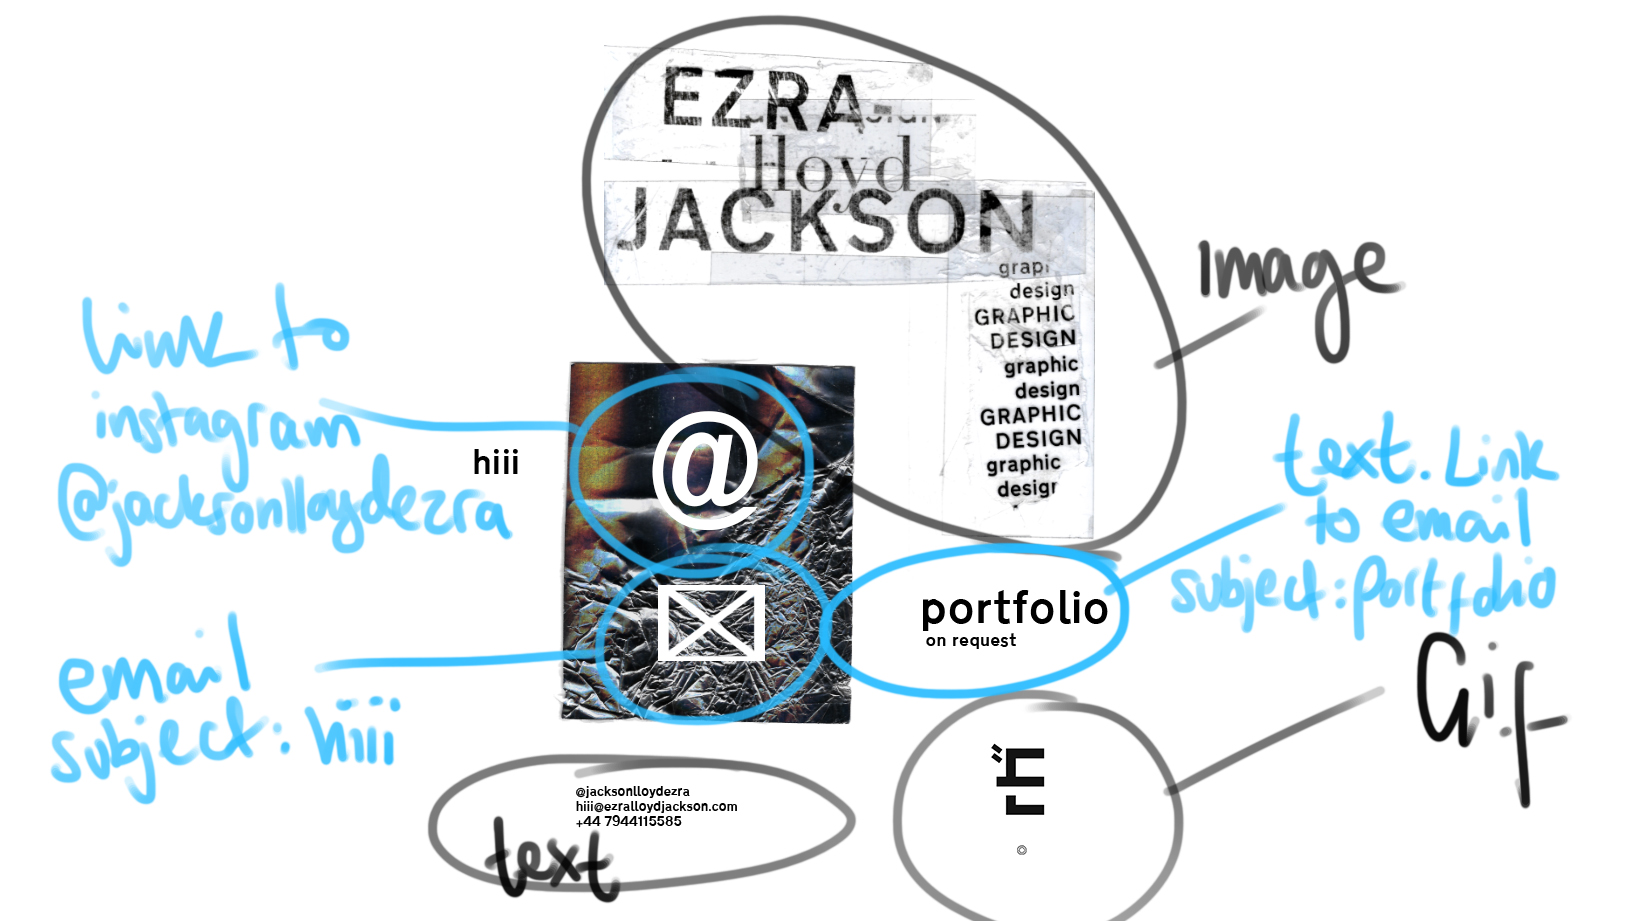 EZRA
lloyd
JACKSON
graphi
design
GRAPHIC
DESIGN
graphic
design
GRAPHIC
DESIGN
graphic
design
Image
Link to
instagram
@jacksonlloydezra
hiii
@
text. Link
to email
subject: portfolio
portfolio
on request
email
subject: hiii
Gif
@jacksonlloydezra
hiii@ezralloydjackson.com
+44 7944115585
text
©